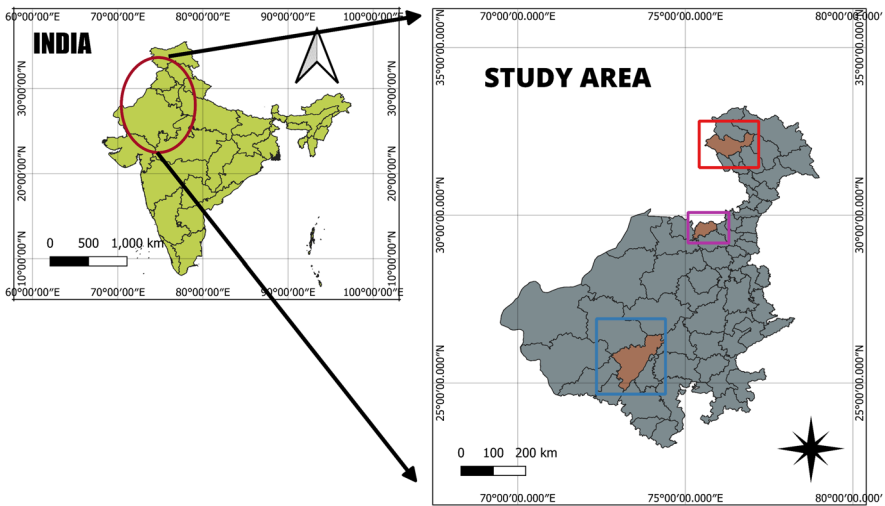 60°00′00″E 70°00′00″E 80°00′00″E 90°00′00″E 100°00′00″E
INDIA
30°00′00″N
20°00′00″N
10°00′00″N
30°00′00″N
20°00′00″N
10°00′00″N
0 500 1,000 km
60°00′00″E 70°00′00″E 80°00′00″E 90°00′00″E 100°00′00″E
70°00′00.000″E 75°00′00.000″E 80°00′00.000″E
STUDY AREA
35°00′00.000″N
30°00′00.000″N
25°00′00.000″N
35°00′00.000″N
30°00′00.000″N
25°00′00.000″N
0 100 200 km
70°00′00.000″E 75°00′00.000″E 80°00′00.000″E